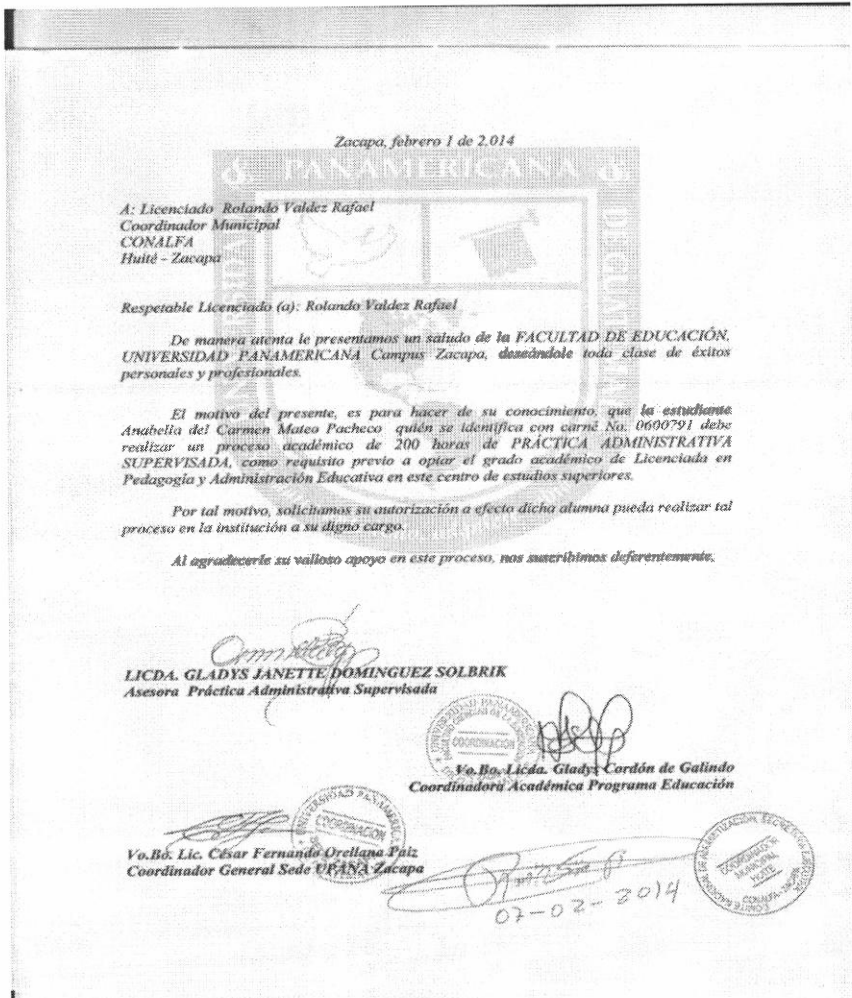 Zacapa, febrero 1 de 2,014
PANAMERICANA
A: Licenciado Rolando Valdez Rafael
Coordinador Municipal
CONALFA
Huité - Zacapa
Respetable Licenciado (a): Rolando Valdez Rafael
De manera atenta le presentamos un saludo de la FACULTAD DE EDUCACIÓN,
UNIVERSIDAD PANAMERICANA Campus Zacapa, deseándole toda clase de éxitos
personales y profesionales.
El motivo del presente, es para hacer de su conocimiento, que la estudiante
Anabella del Carmen Mateo Pacheco quién se identifica con carné No. 0600791 debe
realizar un proceso académico de 200 horas de PRÁCTICA ADMINISTRATIVA
SUPERVISADA, como requisito previo a optar el grado académico de Licenciada en
Pedagogía y Administración Educativa en este centro de estudios superiores.
Por tal motivo, solicitamos su autorización a efecto dicha alumna pueda realizar tal
proceso en la institución a su digno cargo.
Al agradecerle su valioso apoyo en este proceso, nos suscribimos deferentemente,
LICDA. GLADYS JANETTE DOMINGUEZ SOLBRIK
Asesora Práctica Administrativa Supervisada
COORDINACIÓN
Vo.Bo. Licda. Gladys Cordón de Galindo
Coordinadora Académica Programa Educación
COORDINACIÓN
Vo.Bo. Lic. César Fernando Orellana Paiz
Coordinador General Sede UPANA Zacapa
07-02-2014
COORDINADOR
MUNICIPAL
HUITE